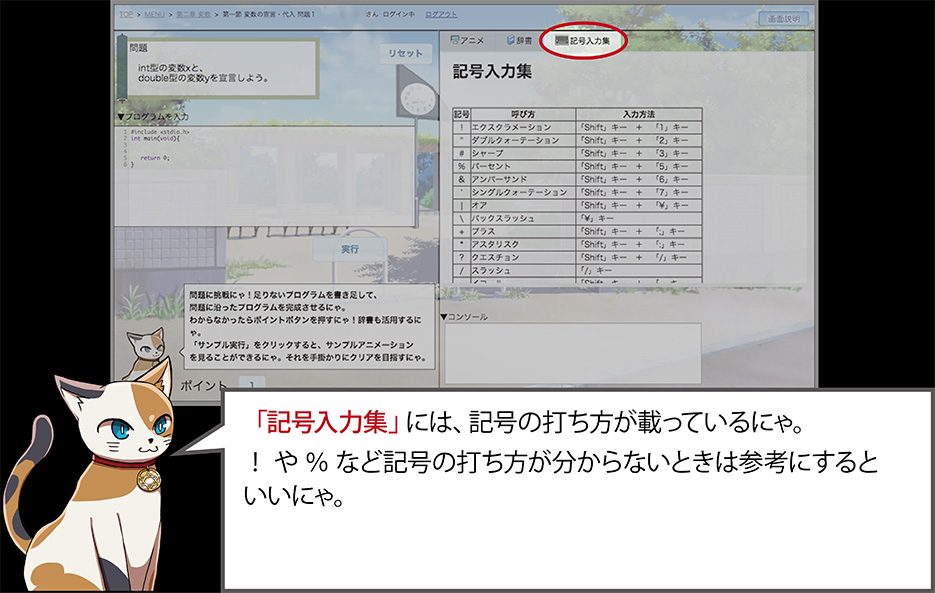 TOP > MENU > 第二章 変数 > 第一節 変数の宣言・代入 問題1
さん ログイン中 ログアウト
画面説明
問題
int型の変数xと、
double型の変数yを宣言しよう。
リセット
▼プログラムを入力
1 #include <stdio.h>
2 int main(void){
3
4
5 return 0;
6 }
実行
問題に挑戦にゃ！足りないプログラムを書き足して、
問題に沿ったプログラムを完成させるにゃ。
わからなかったらポイントボタンを押すにゃ！辞書も活用するに
ゃ。
「サンプル実行」をクリックすると、サンプルアニメーション
を見ることができるにゃ。それを手掛かりにクリアを目指すにゃ。
ポイント 1
アニメ 辞書 記号入力集
記号入力集
記号 呼び方 入力方法
! エクスクラメーション 「Shift」キー + 「1」キー
" ダブルクォーテーション 「Shift」キー + 「2」キー
# シャープ 「Shift」キー + 「3」キー
% パーセント 「Shift」キー + 「5」キー
& アンパーサンド 「Shift」キー + 「6」キー
' シングルクォーテーション 「Shift」キー + 「7」キー
| オア 「Shift」キー + 「¥」キー
\ バックスラッシュ 「¥」キー
+ プラス 「Shift」キー + 「;」キー
* アスタリスク 「Shift」キー + 「:」キー
? クエスチョン 「Shift」キー + 「/」キー
/ スラッシュ 「/」キー
▼コンソール
「記号入力集」には、記号の打ち方が載っているにゃ。
！ や % など記号の打ち方が分からないときは参考にすると
いいにゃ。